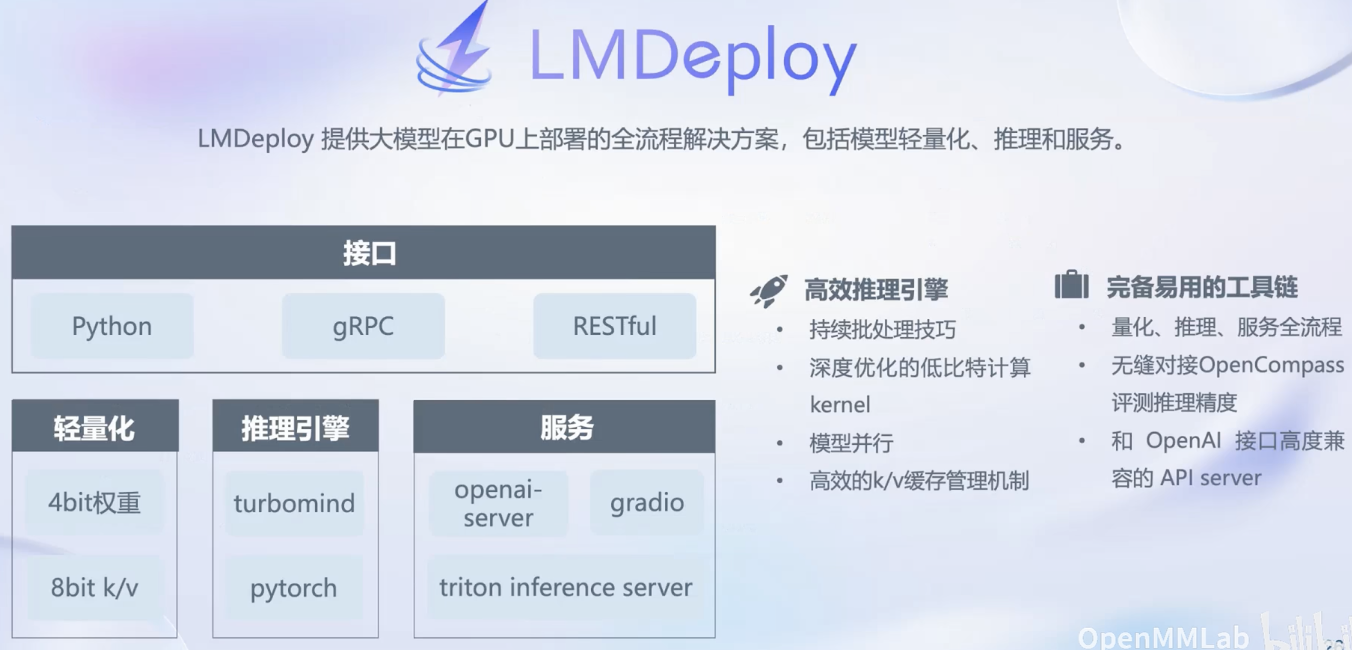 LMDeploy
LMDeploy 提供大模型在GPU上部署的全流程解决方案，包括模型轻量化、推理和服务。
接口
Python
gRPC
RESTful
轻量化
4bit权重
8bit k/v
推理引擎
turbomind
pytorch
服务
openai-
server
gradio
triton inference server
高效推理引擎
• 持续批处理技巧
• 深度优化的低比特计算
kernel
• 模型并行
• 高效的k/v缓存管理机制
完备易用的工具链
• 量化、推理、服务全流程
• 无缝对接OpenCompass
评测推理精度
• 和 OpenAI 接口高度兼
容的 API server
OpenMMLab